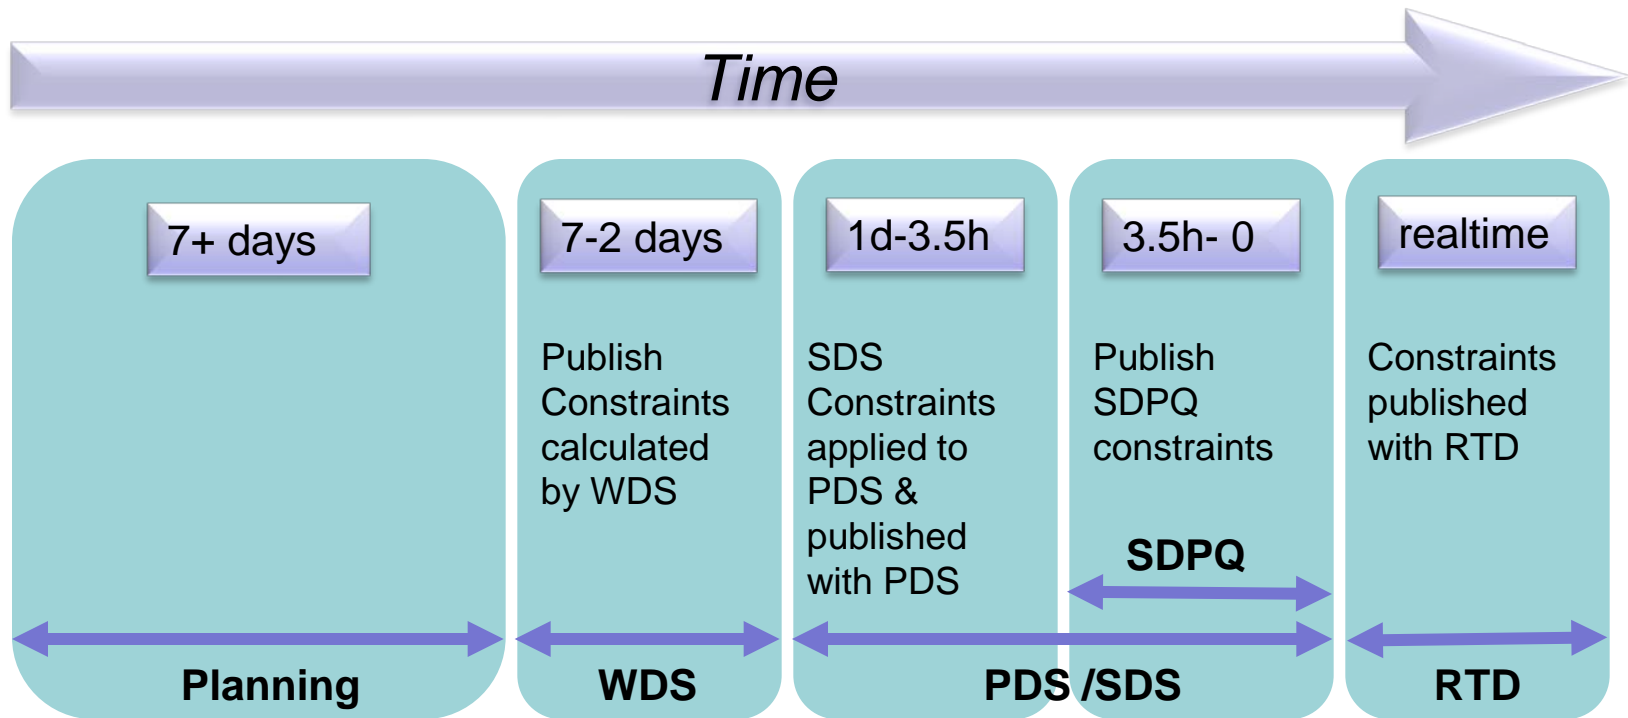 Time
7+ days
7-2 days
1d-3.5h
3.5h- 0
realtime
Publish
Constraints
calculated
by WDS
SDS
Constraints
applied to
PDS &
published
with PDS
Publish
SDPQ
constraints
Constraints
published
with RTD
SDPQ
Planning
WDS
PDS /SDS
RTD